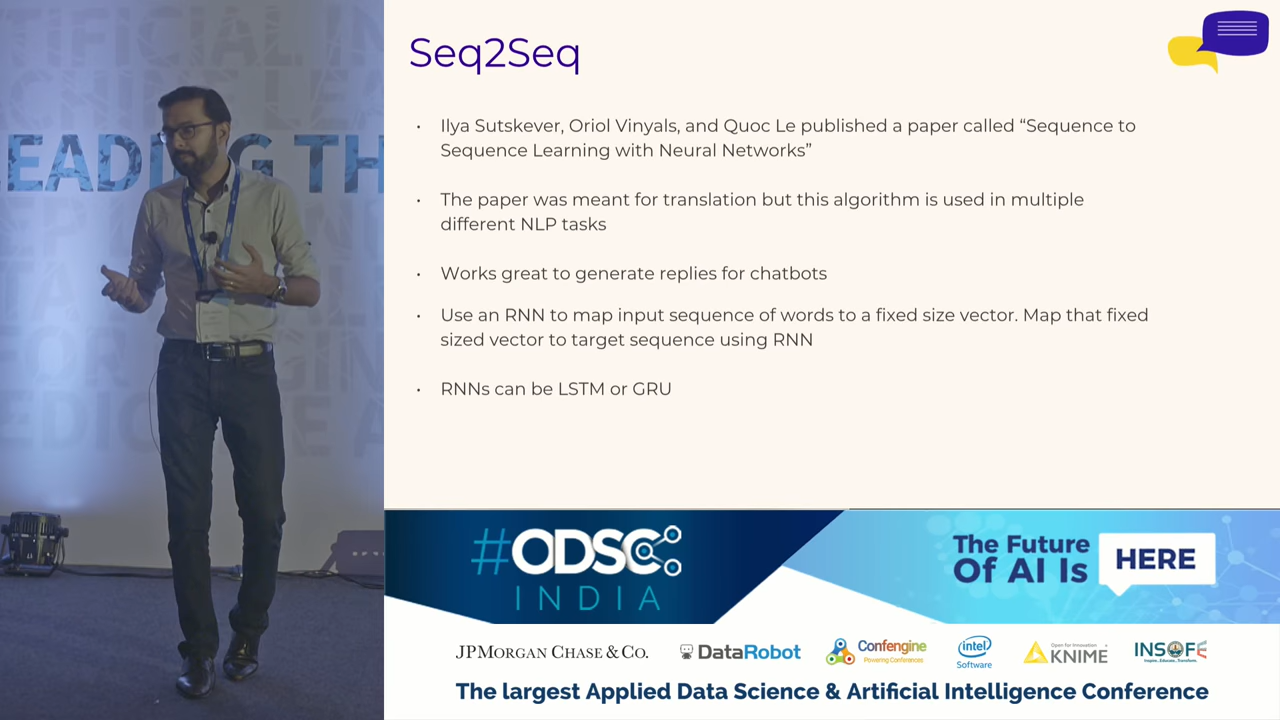 Seq2Seq
• Ilya Sutskever, Oriol Vinyals, and Quoc Le published a paper called “Sequence to
Sequence Learning with Neural Networks”
• The paper was meant for translation but this algorithm is used in multiple
different NLP tasks
• Works great to generate replies for chatbots
• Use an RNN to map input sequence of words to a fixed size vector. Map that fixed
sized vector to target sequence using RNN
• RNNs can be LSTM or GRU
EADING TH
#ODSC
INDIA
The Future
Of AI Is
HERE
JPMORGAN CHASE & CO.
DataRobot
Confengine
Powering Conferences
intel
Software
Open for Innovation
KNIME
INSOFE
Inspire...Educate...Transform.
The largest Applied Data Science & Artificial Intelligence Conference